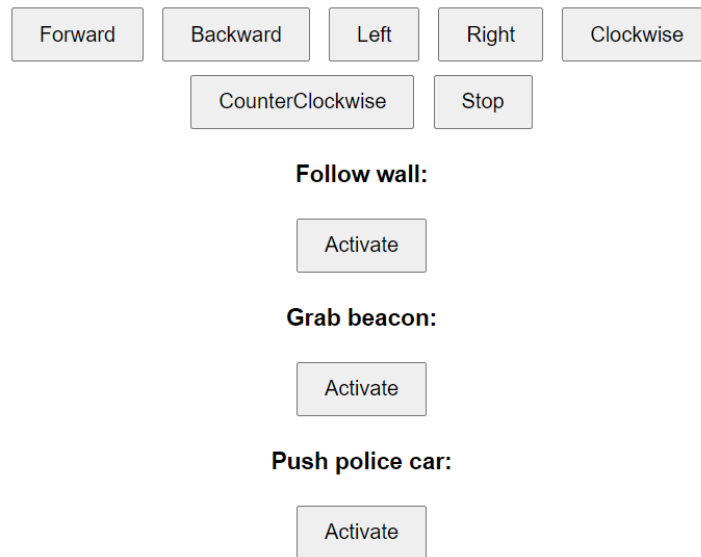 Forward Backward Left Right Clockwise
CounterClockwise Stop
Follow wall:
Activate
Grab beacon:
Activate
Push police car:
Activate